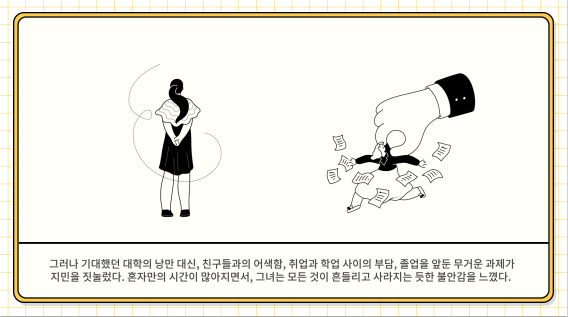 그러나 기대했던 대학의 낭만 대신, 친구들과의 어색함, 취업과 학업 사이의 부담, 졸업을 앞둔 무거운 과제가
지민을 짓눌렀다. 혼자만의 시간이 많아지면서, 그녀는 모든 것이 흔들리고 사라지는 듯한 불안감을 느꼈다.